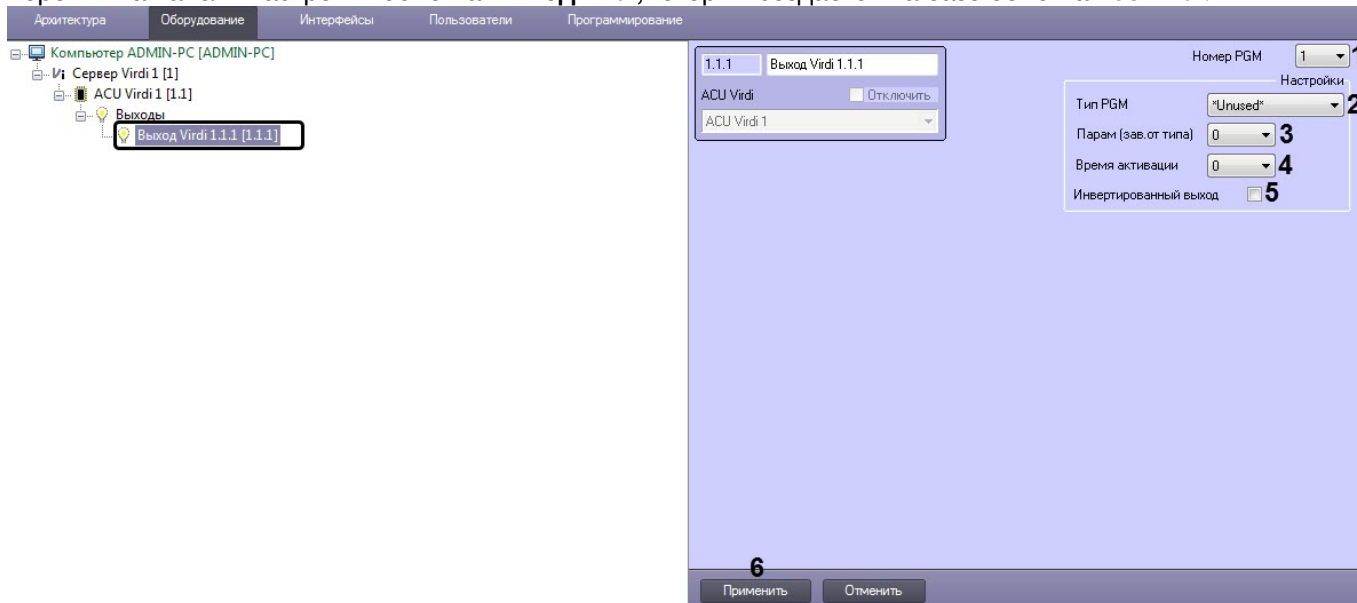 Архитектура Оборудование Интерфейсы Пользователи Программирование
Компьютер ADMIN-PC [ADMIN-PC]
Сервер Virdi 1 [1]
ACU Virdi 1 [1.1]
Выходы
Выход Virdi 1.1.1 [1.1.1]
1.1.1 Выход Virdi 1.1.1
ACU Virdi Отключить
ACU Virdi 1
Номер PGM 1 1
Настройки
Тип PGM *Unused* 2
Парам (зав.от типа) 0 3
Время активации 0 4
Инвертированный выход 5
6
Применить Отменить